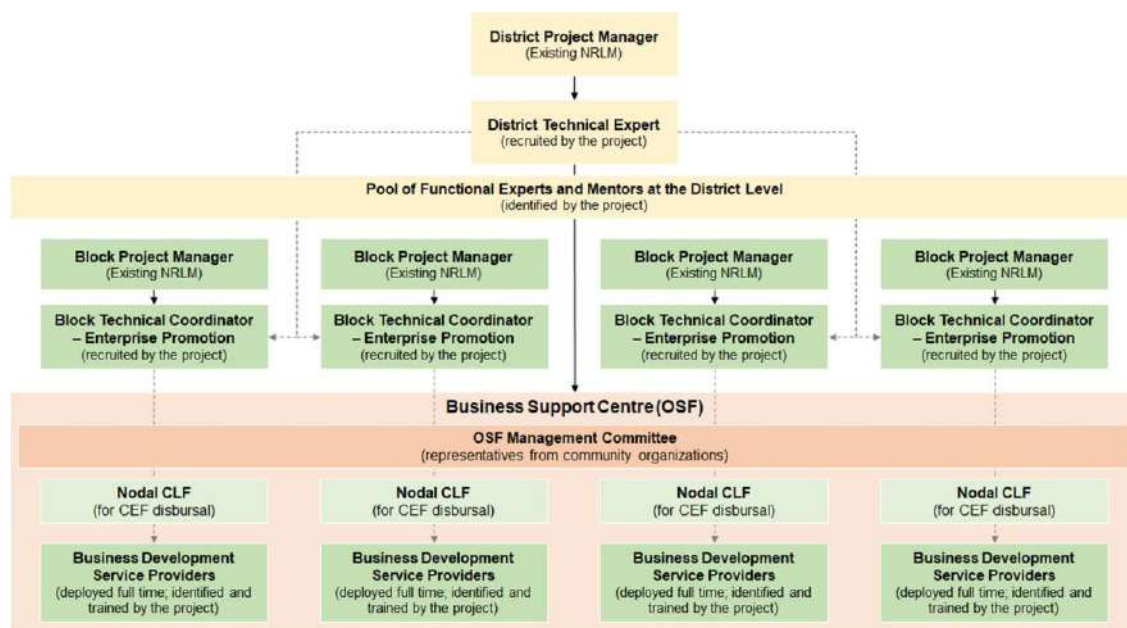 District Project Manager
(Existing NRLM)
District Technical Expert
(recruited by the project)
Pool of Functional Experts and Mentors at the District Level
(identified by the project)
Block Project Manager
(Existing NRLM)
Block Project Manager
(Existing NRLM)
Block Project Manager
(Existing NRLM)
Block Project Manager
(Existing NRLM)
Block Technical Coordinator
– Enterprise Promotion
(recruited by the project)
Block Technical Coordinator
– Enterprise Promotion
(recruited by the project)
Block Technical Coordinator
– Enterprise Promotion
(recruited by the project)
Block Technical Coordinator
– Enterprise Promotion
(recruited by the project)
Business Support Centre (OSF)
OSF Management Committee
(representatives from community organizations)
Nodal CLF
(for CEF disbursal)
Nodal CLF
(for CEF disbursal)
Nodal CLF
(for CEF disbursal)
Nodal CLF
(for CEF disbursal)
Business Development
Service Providers
(deployed full time; identified and
trained by the project)
Business Development
Service Providers
(deployed full time; identified and
trained by the project)
Business Development
Service Providers
(deployed full time; identified and
trained by the project)
Business Development
Service Providers
(deployed full time; identified and
trained by the project)